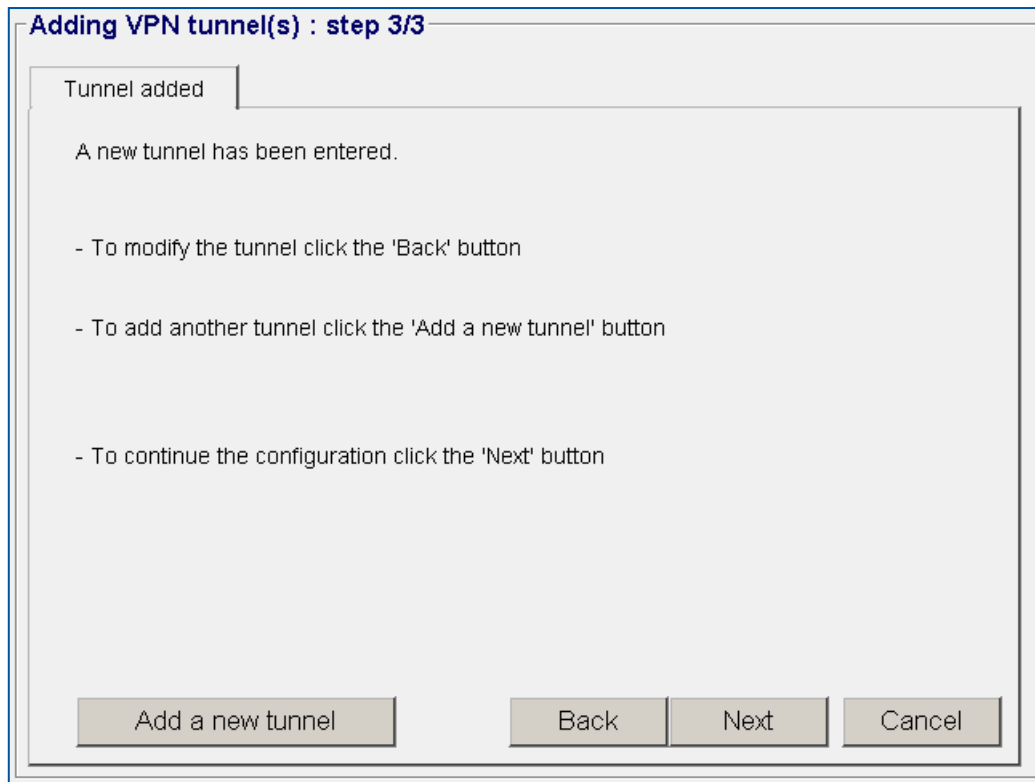 Adding VPN tunnel(s) : step 3/3
Tunnel added
A new tunnel has been entered.
- To modify the tunnel click the 'Back' button
- To add another tunnel click the 'Add a new tunnel' button
- To continue the configuration click the 'Next' button
Add a new tunnel Back Next Cancel